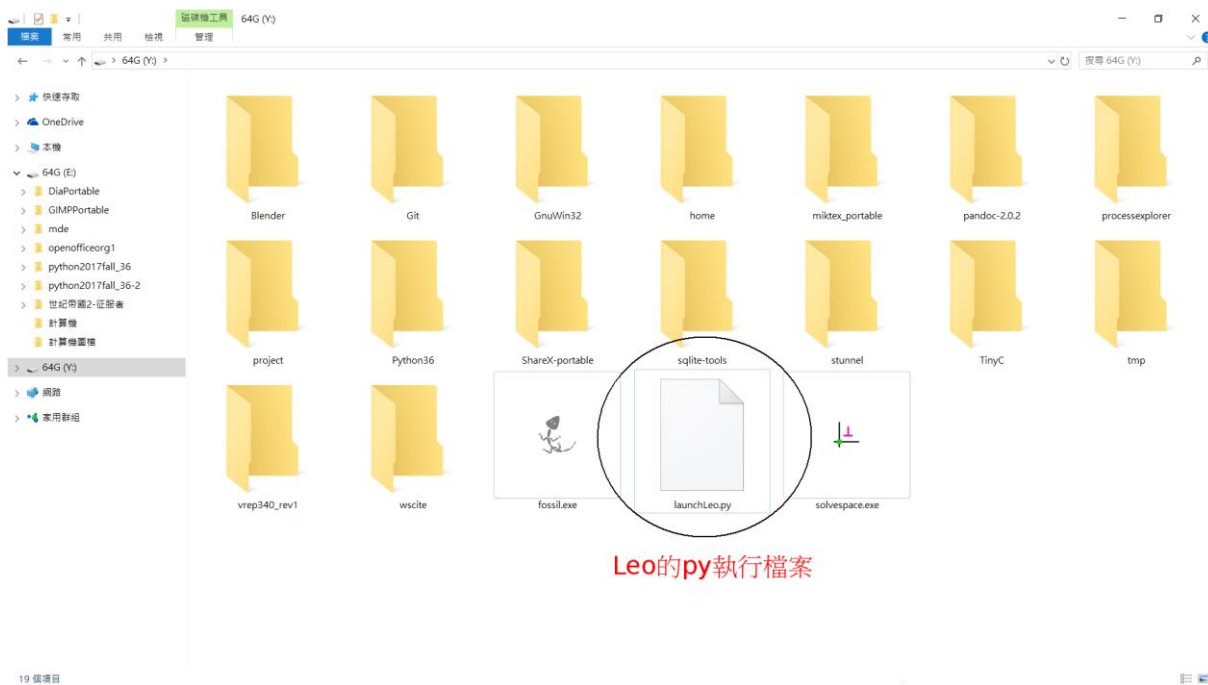 磁碟機工具 64G (Y:)
檔案 常用 共用 檢視 管理
64G (Y:)
搜尋 64G (Y:)
快速存取
OneDrive
本機
64G (E:)
DiaPortable
GIMPPortable
mde
openofficeorg1
python2017fall_36
python2017fall_36-2
世紀帝國2-征服者
計算機
計算機圖檔
64G (Y:)
網路
家用群組
Blender Git GnuWin32 home miktex_portable pandoc-2.0.2 processexplorer
project Python36 ShareX-portable sqlite-tools stunnel TinyC tmp
vrep340_rev1 wscite fossil.exe launchLeo.py solvespace.exe
Leo的py執行檔案
19 個項目